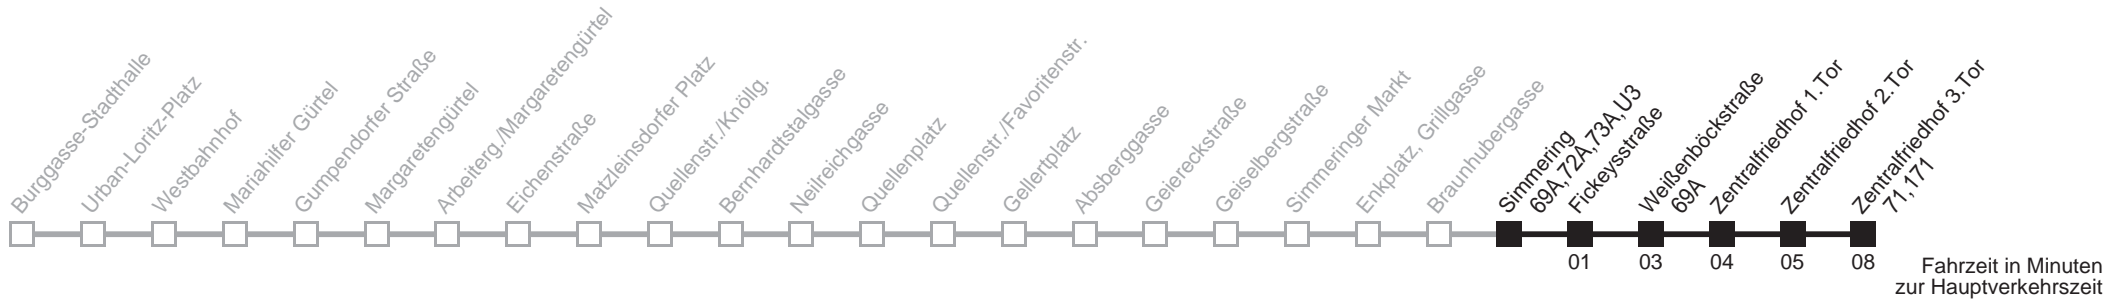 Burggasse-Stadthalle
Urban-Loritz-Platz
Westbahnhof
Mariahilfer Gürtel
Gumpendorfer Straße
Margaretengürtel
Arbeiterg./Margaretengürtel
Eichenstraße
Matzleinsdorfer Platz
Quellenstr./Knöllg.
Bernhardtstalgasse
Neilreichgasse
Quellenplatz
Quellenstr./Favoritenstr.
Gellertplatz
Absberggasse
Geiereckstraße
Geiselbergstraße
Simmeringer Markt
Enkplatz, Grillgasse
Braunhubergasse
Simmering
69A,72A,73A,U3
Fickeysstraße
Weißenböckstraße
69A
Zentralfriedhof 1.Tor
Zentralfriedhof 2.Tor
Zentralfriedhof 3.Tor
71,171
01 03 04 05 08
Fahrzeit in Minuten
zur Hauptverkehrszeit